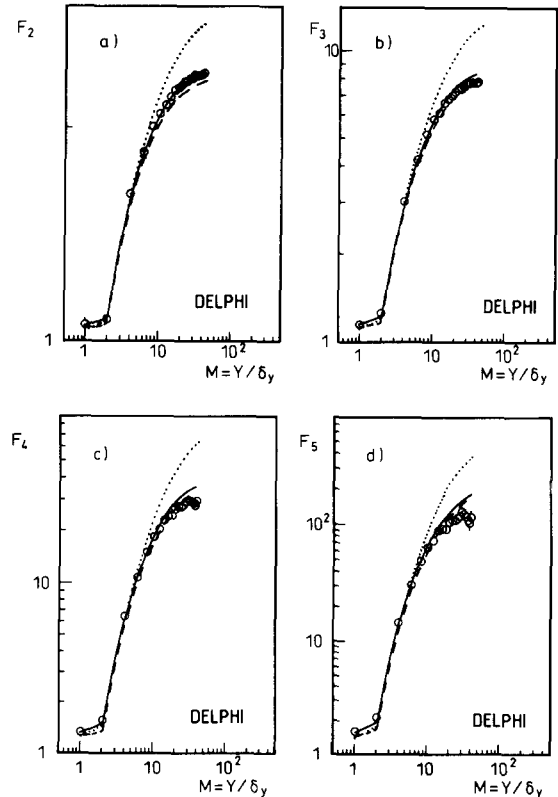 F₂
a)
1
DELPHI
1 10 10²
M = Y/δy
F₃
10
b)
1
DELPHI
1 10 10²
M = Y/δy
F₄
c)
10
1
DELPHI
1 10 10²
M = Y/δy
F₅
d)
10²
10
1
DELPHI
1 10 10²
M = Y/δy